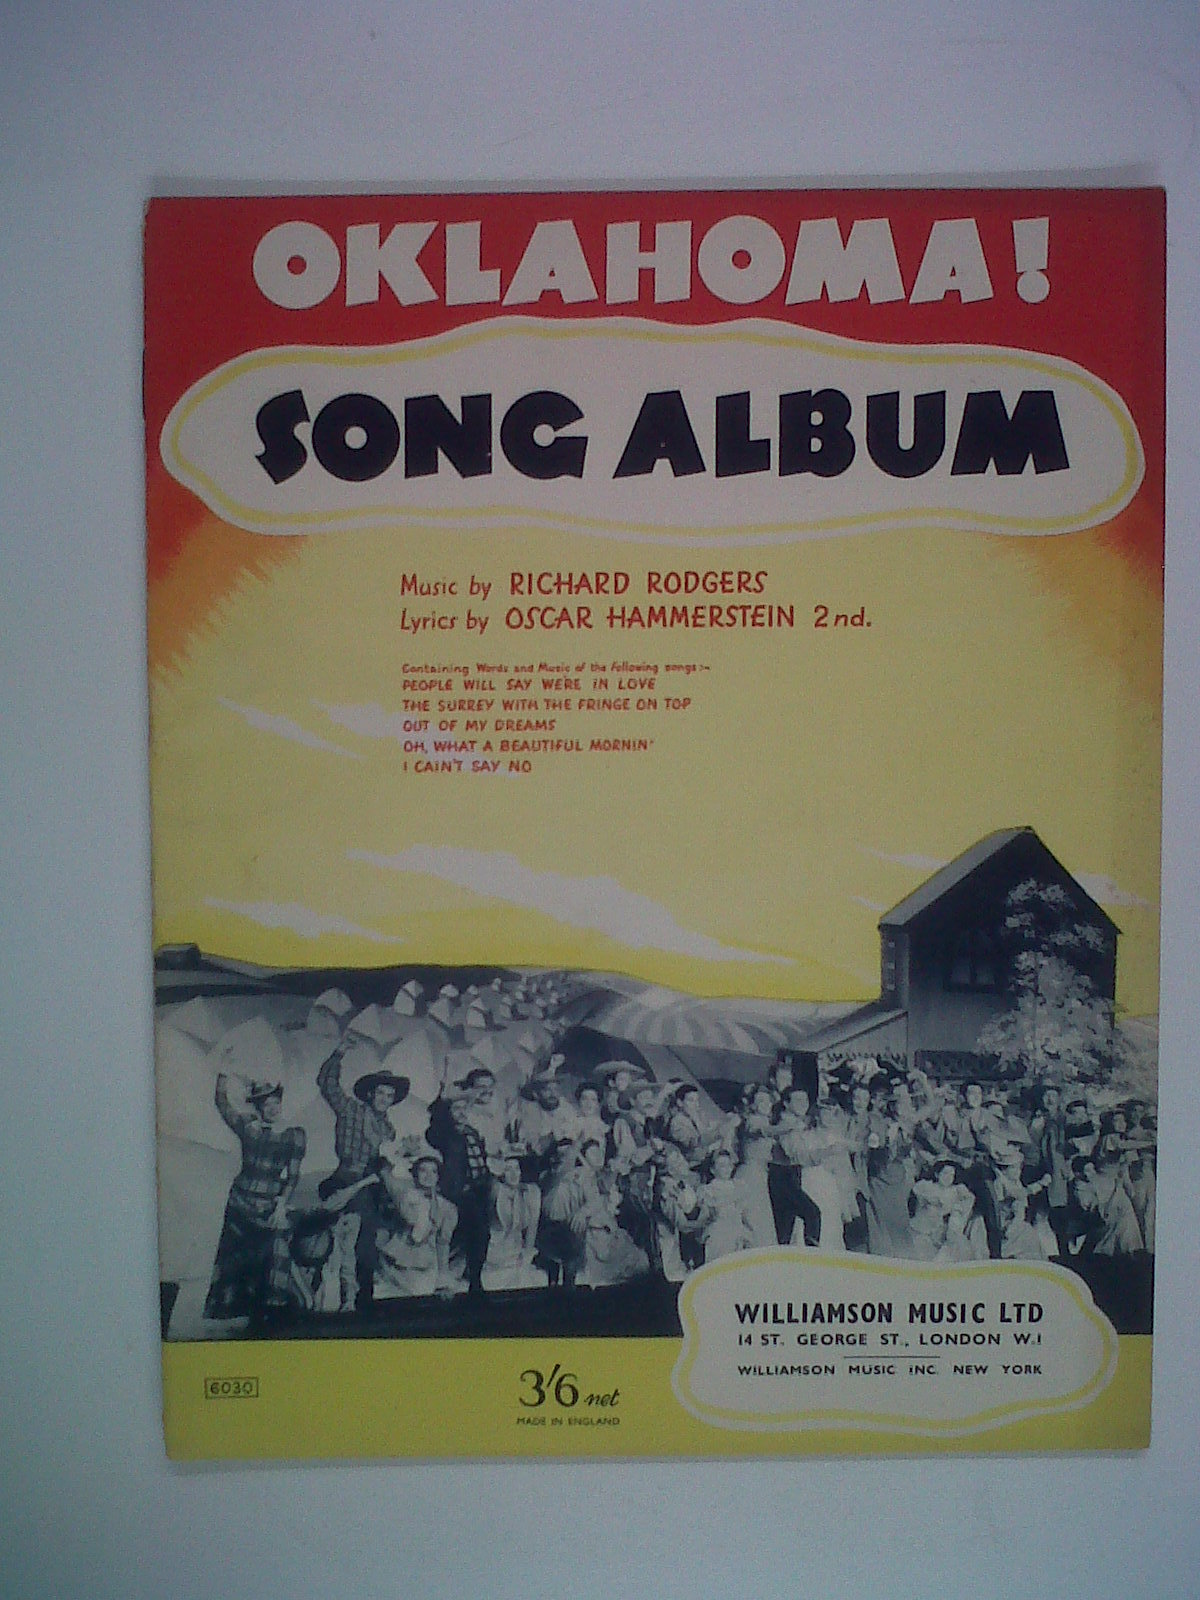 OKLAHOMA!
SONG ALBUM
Music by RICHARD RODGERS
Lyrics by OSCAR HAMMERSTEIN 2nd.
Containing Words and Music of the following songs:-
PEOPLE WILL SAY WERE IN LOVE
THE SURREY WITH THE FRINGE ON TOP
OUT OF MY DREAMS
OH, WHAT A BEAUTIFUL MORNIN'
I CAIN'T SAY NO
WILLIAMSON MUSIC LTD
14 ST. GEORGE ST., LONDON W.1
WILLIAMSON MUSIC INC. NEW YORK
6030
3'6 net
MADE IN ENGLAND